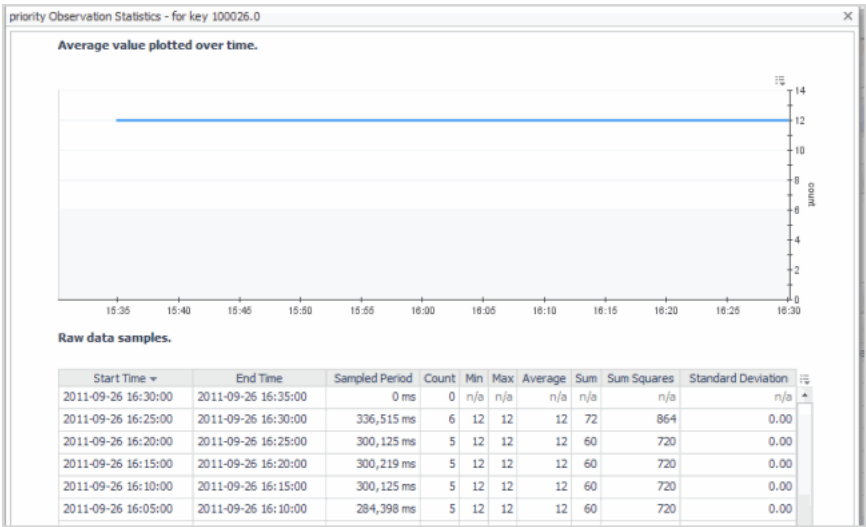 priority Observation Statistics - for key 100026.0
Average value plotted over time.
14
12
10
8
6
4
2
0
count
15:35 15:40 15:45 15:50 15:55 16:00 16:05 16:10 16:15 16:20 16:25 16:30
Raw data samples.
Start Time End Time Sampled Period Count Min Max Average Sum Sum Squares Standard Deviation
2011-09-26 16:30:00 2011-09-26 16:35:00 0 ms 0 n/a n/a n/a n/a n/a n/a
2011-09-26 16:25:00 2011-09-26 16:30:00 336,515 ms 6 12 12 12 72 864 0.00
2011-09-26 16:20:00 2011-09-26 16:25:00 300,125 ms 5 12 12 12 60 720 0.00
2011-09-26 16:15:00 2011-09-26 16:20:00 300,219 ms 5 12 12 12 60 720 0.00
2011-09-26 16:10:00 2011-09-26 16:15:00 300,125 ms 5 12 12 12 60 720 0.00
2011-09-26 16:05:00 2011-09-26 16:10:00 284,398 ms 5 12 12 12 60 720 0.00